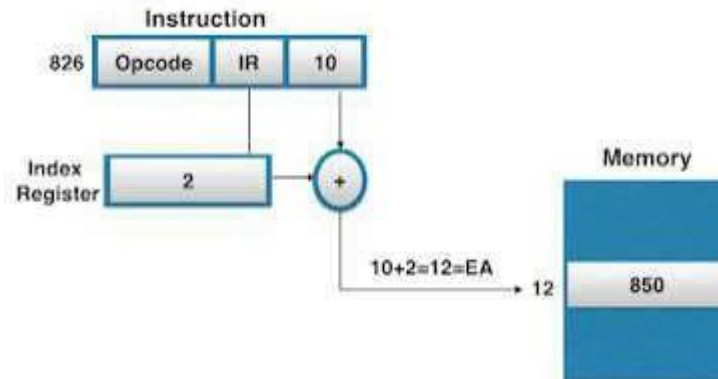 Instruction
826 Opcode IR 10
Index
Register
2
+
Memory
10+2=12=EA
12
850